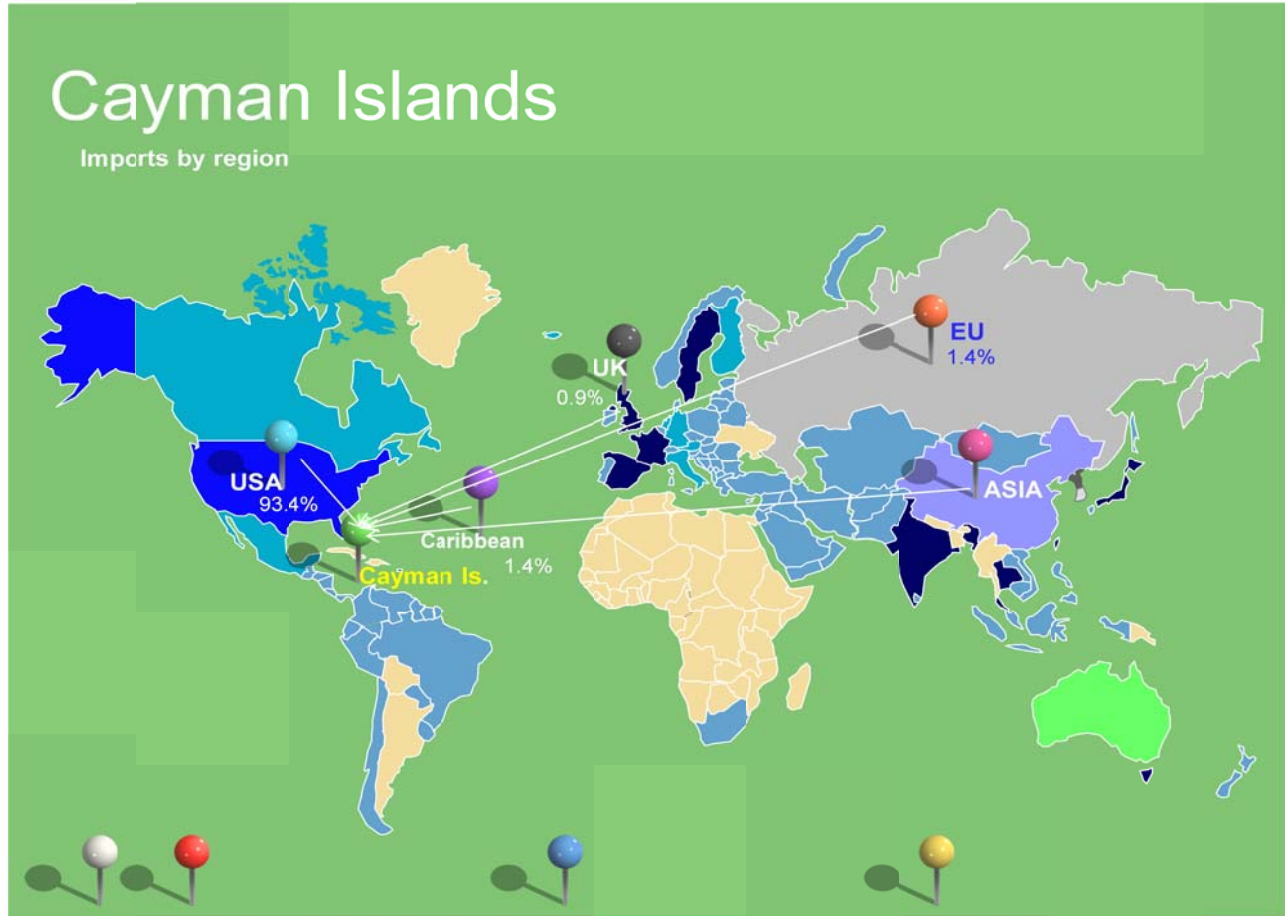 Cayman Islands
Imports by region
EU
1.4%
UK
0.9%
USA
93.4%
ASIA
Caribbean
1.4%
Cayman Is.